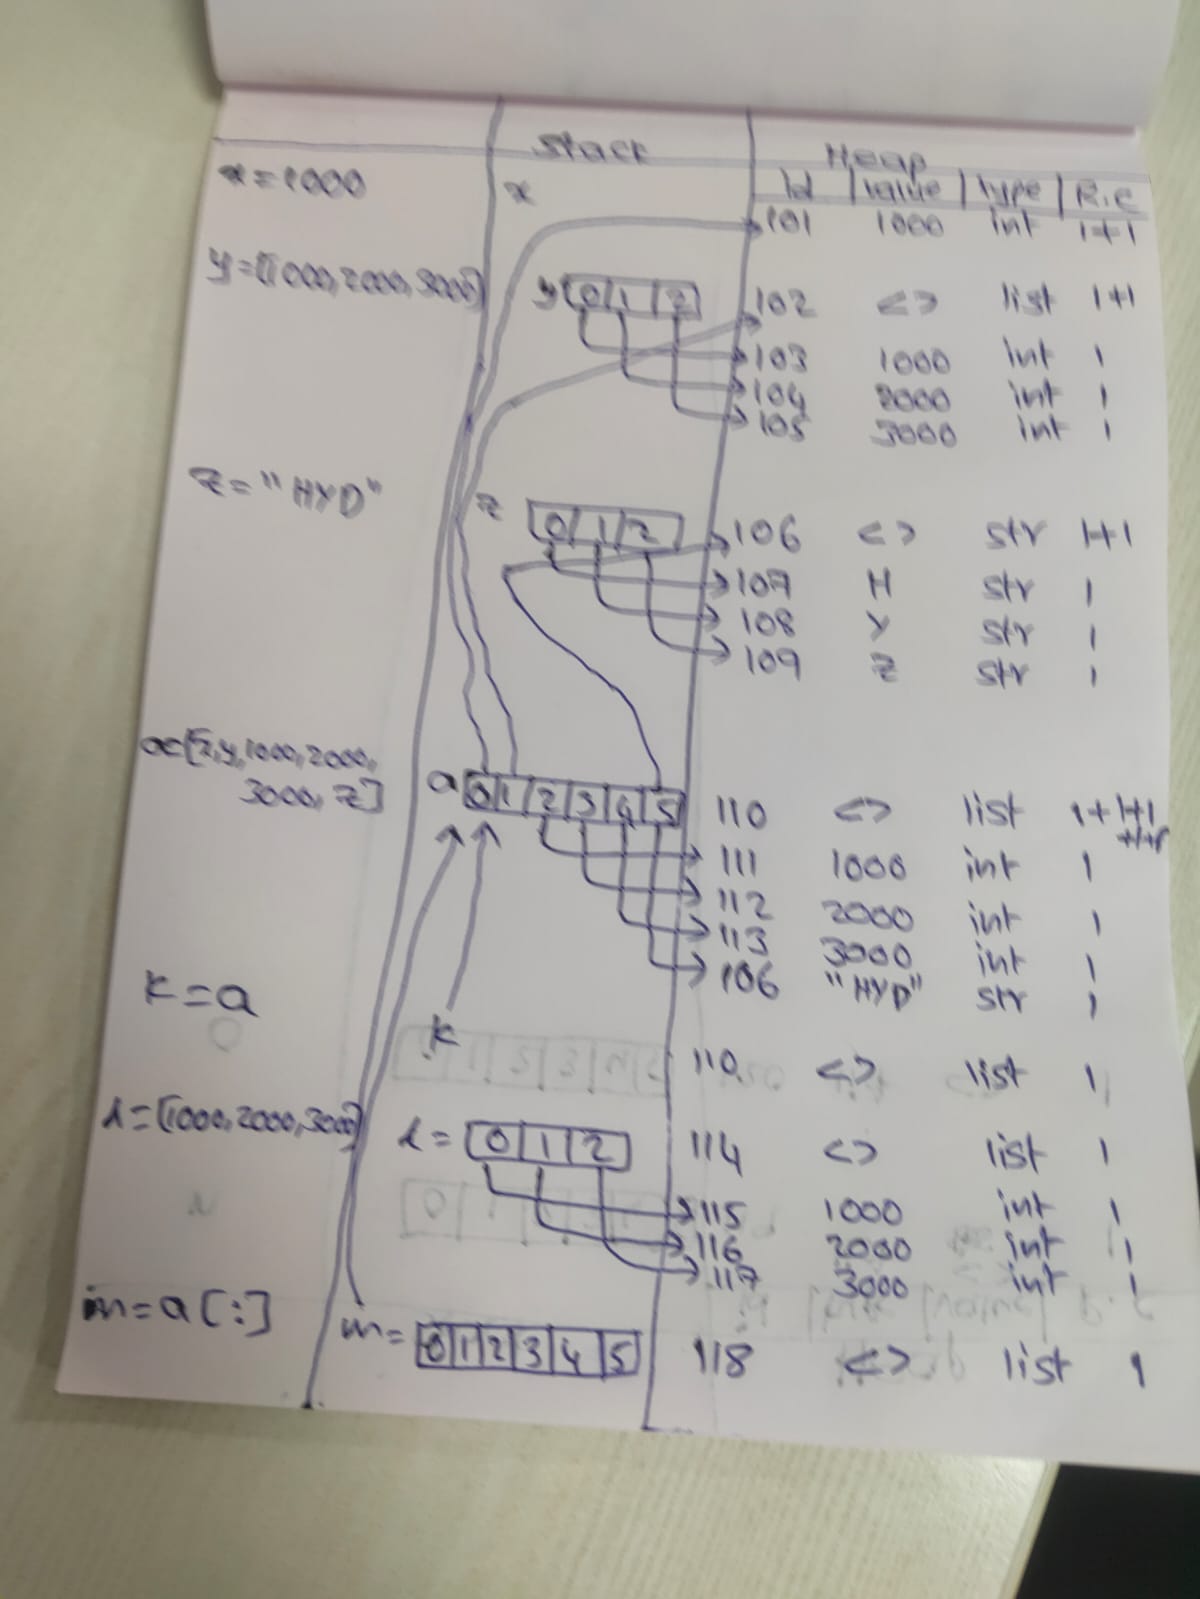 Stack Heap
x=1000 x Id | value | type | R.C
101 1000 int 1+1
y=[1000,2000,3000] y 0 1 2 102 <> list 1+1
103 1000 int 1
104 2000 int 1
105 3000 int 1
z="HYD" z 0 1 2 106 <> str 1+1
107 H str 1
108 Y str 1
109 Z str 1
a=[x,y,1000,2000,
3000,z] a 0 1 2 3 4 5 110 <> list 1+1+1
111 1000 int 1
112 2000 int 1
113 3000 int 1
106 "HYD" str 1
k=a k 110 <> list 1
l=[1000,2000,3000] l= 0 1 2 114 <> list 1
115 1000 int 1
116 2000 int 1
117 3000 int 1
m=a[:] m= 0 1 2 3 4 5 118 <> list 1